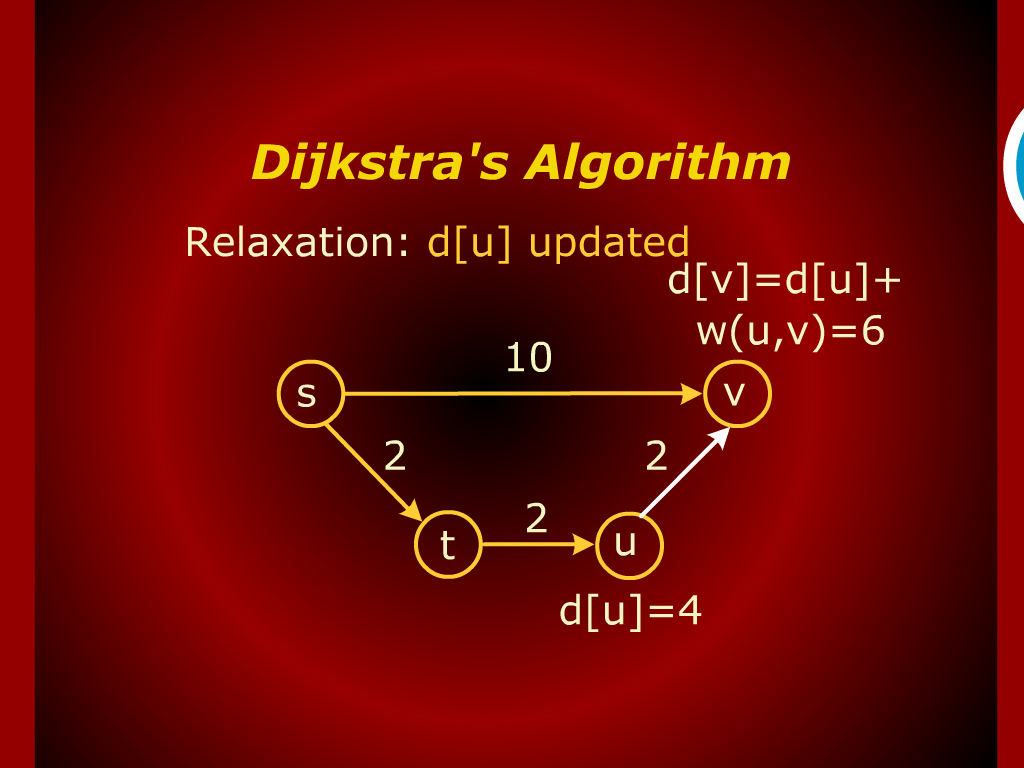 Dijkstra's Algorithm
Relaxation: d[u] updated
d[v]=d[u]+
w(u,v)=6
10
s
v
2
2
2
t
u
d[u]=4